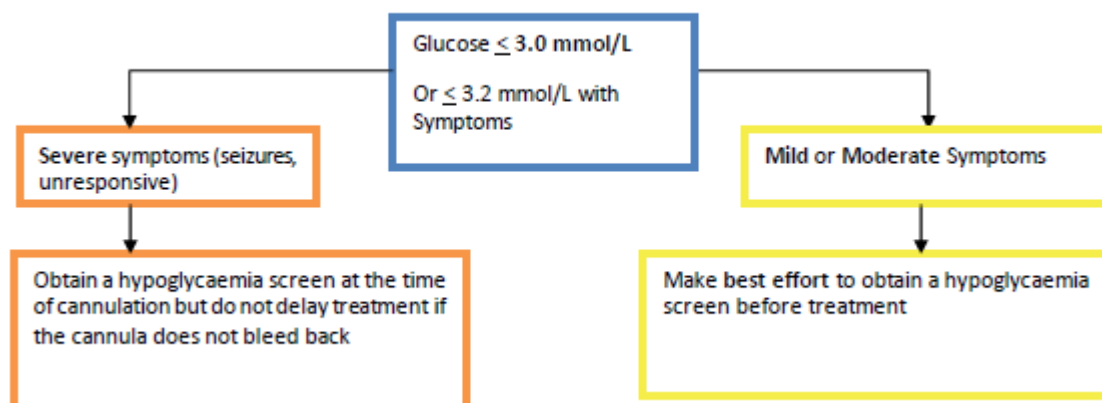 Glucose ≤ 3.0 mmol/L
Or ≤ 3.2 mmol/L with
Symptoms
Severe symptoms (seizures,
unresponsive)
Mild or Moderate Symptoms
Obtain a hypoglycaemia screen at the time
of cannulation but do not delay treatment if
the cannula does not bleed back
Make best effort to obtain a hypoglycaemia
screen before treatment